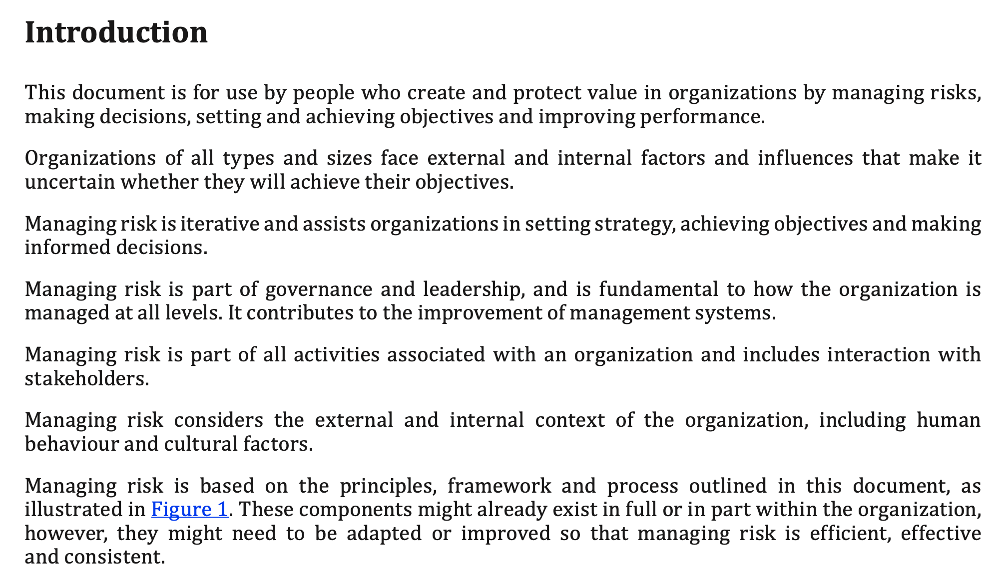 Introduction
This document is for use by people who create and protect value in organizations by managing risks,
making decisions, setting and achieving objectives and improving performance.
Organizations of all types and sizes face external and internal factors and influences that make it
uncertain whether they will achieve their objectives.
Managing risk is iterative and assists organizations in setting strategy, achieving objectives and making
informed decisions.
Managing risk is part of governance and leadership, and is fundamental to how the organization is
managed at all levels. It contributes to the improvement of management systems.
Managing risk is part of all activities associated with an organization and includes interaction with
stakeholders.
Managing risk considers the external and internal context of the organization, including human
behaviour and cultural factors.
Managing risk is based on the principles, framework and process outlined in this document, as
illustrated in Figure 1. These components might already exist in full or in part within the organization,
however, they might need to be adapted or improved so that managing risk is efficient, effective
and consistent.